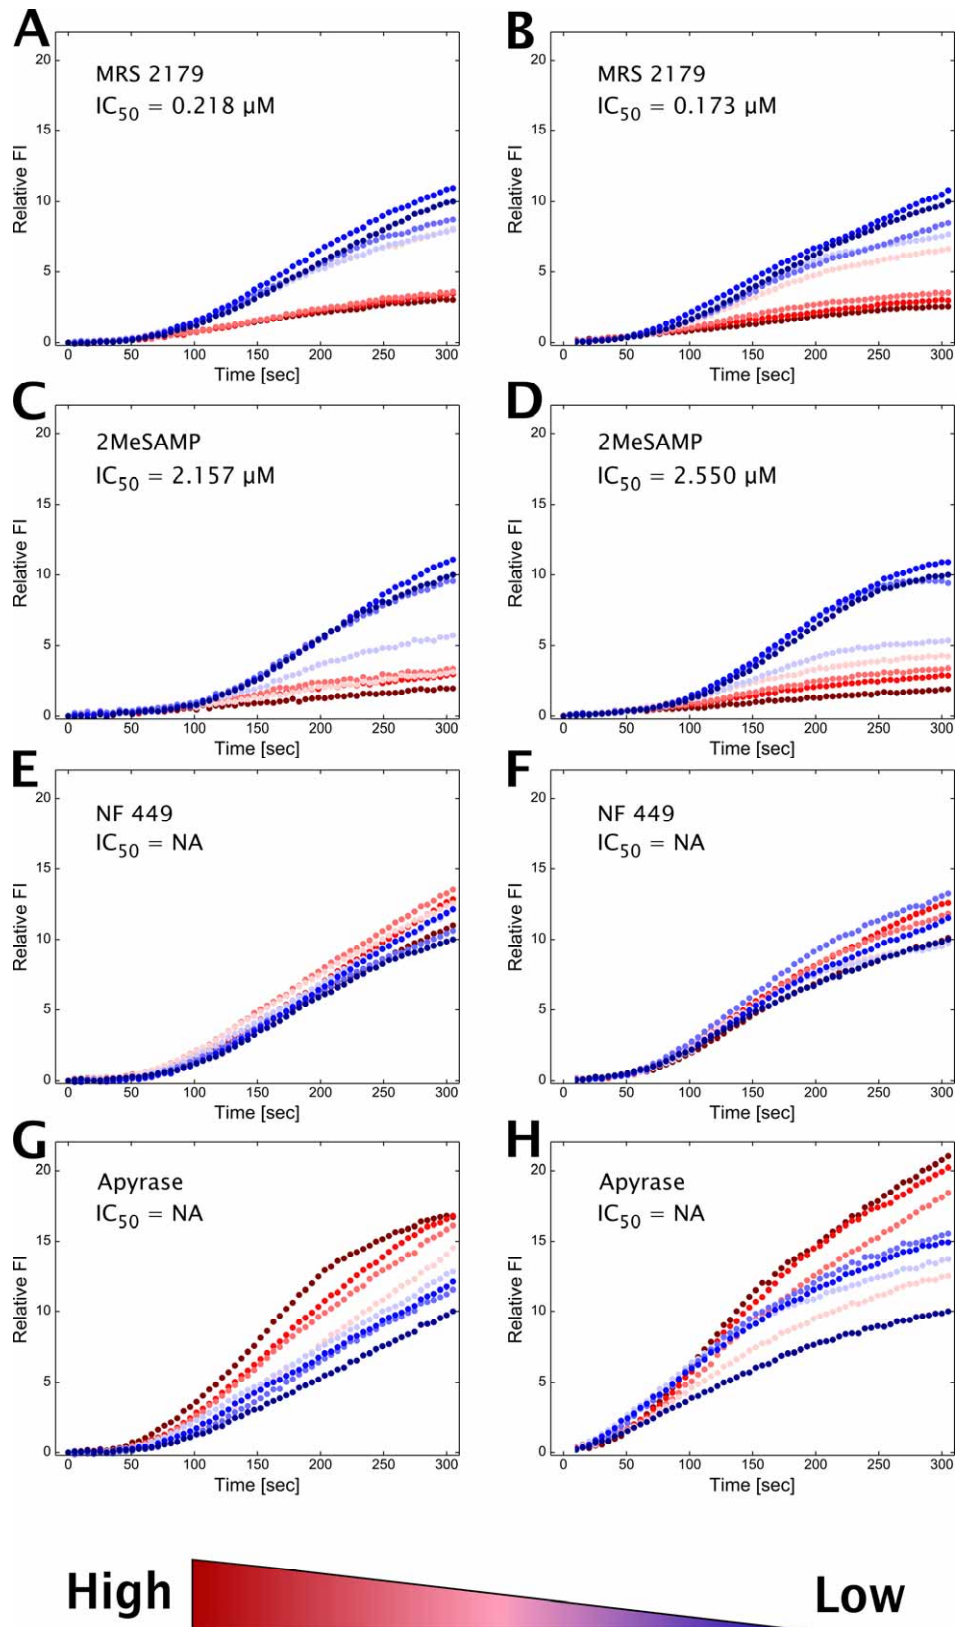 A
MRS 2179
IC50 = 0.218 µM
Relative FI
20
15
10
5
0
0 50 100 150 200 250 300
Time [sec]
B
MRS 2179
IC50 = 0.173 µM
Relative FI
20
15
10
5
0
0 50 100 150 200 250 300
Time [sec]
C
2MeSAMP
IC50 = 2.157 µM
Relative FI
20
15
10
5
0
0 50 100 150 200 250 300
Time [sec]
D
2MeSAMP
IC50 = 2.550 µM
Relative FI
20
15
10
5
0
0 50 100 150 200 250 300
Time [sec]
E
NF 449
IC50 = NA
Relative FI
20
15
10
5
0
0 50 100 150 200 250 300
Time [sec]
F
NF 449
IC50 = NA
Relative FI
20
15
10
5
0
0 50 100 150 200 250 300
Time [sec]
G
Apyrase
IC50 = NA
Relative FI
20
15
10
5
0
0 50 100 150 200 250 300
Time [sec]
H
Apyrase
IC50 = NA
Relative FI
20
15
10
5
0
0 50 100 150 200 250 300
Time [sec]
High
Low